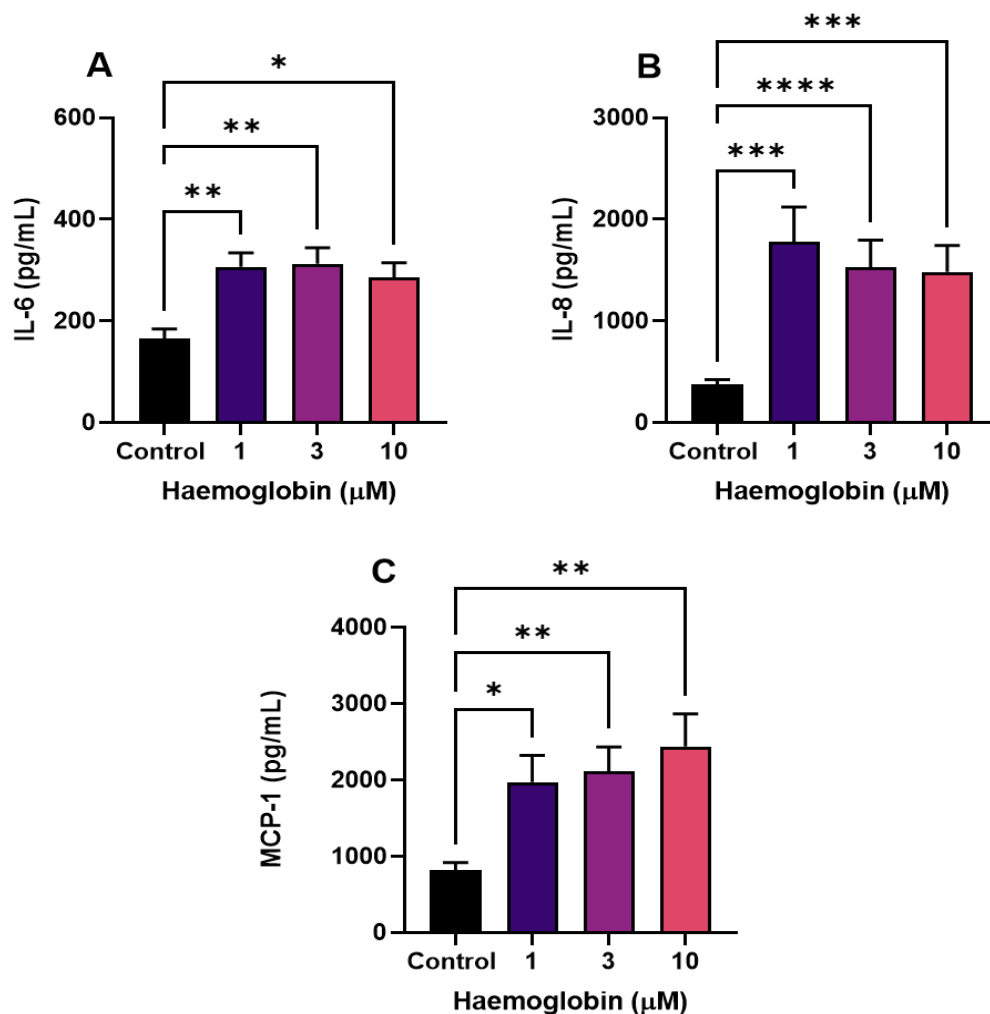 A
*
**
**
600
400
200
0
IL-6 (pg/mL)
Control 1 3 10
Haemoglobin (μM)
B
***
****
***
3000
2000
1000
0
IL-8 (pg/mL)
Control 1 3 10
Haemoglobin (μM)
C
**
**
*
4000
3000
2000
1000
0
MCP-1 (pg/mL)
Control 1 3 10
Haemoglobin (μM)